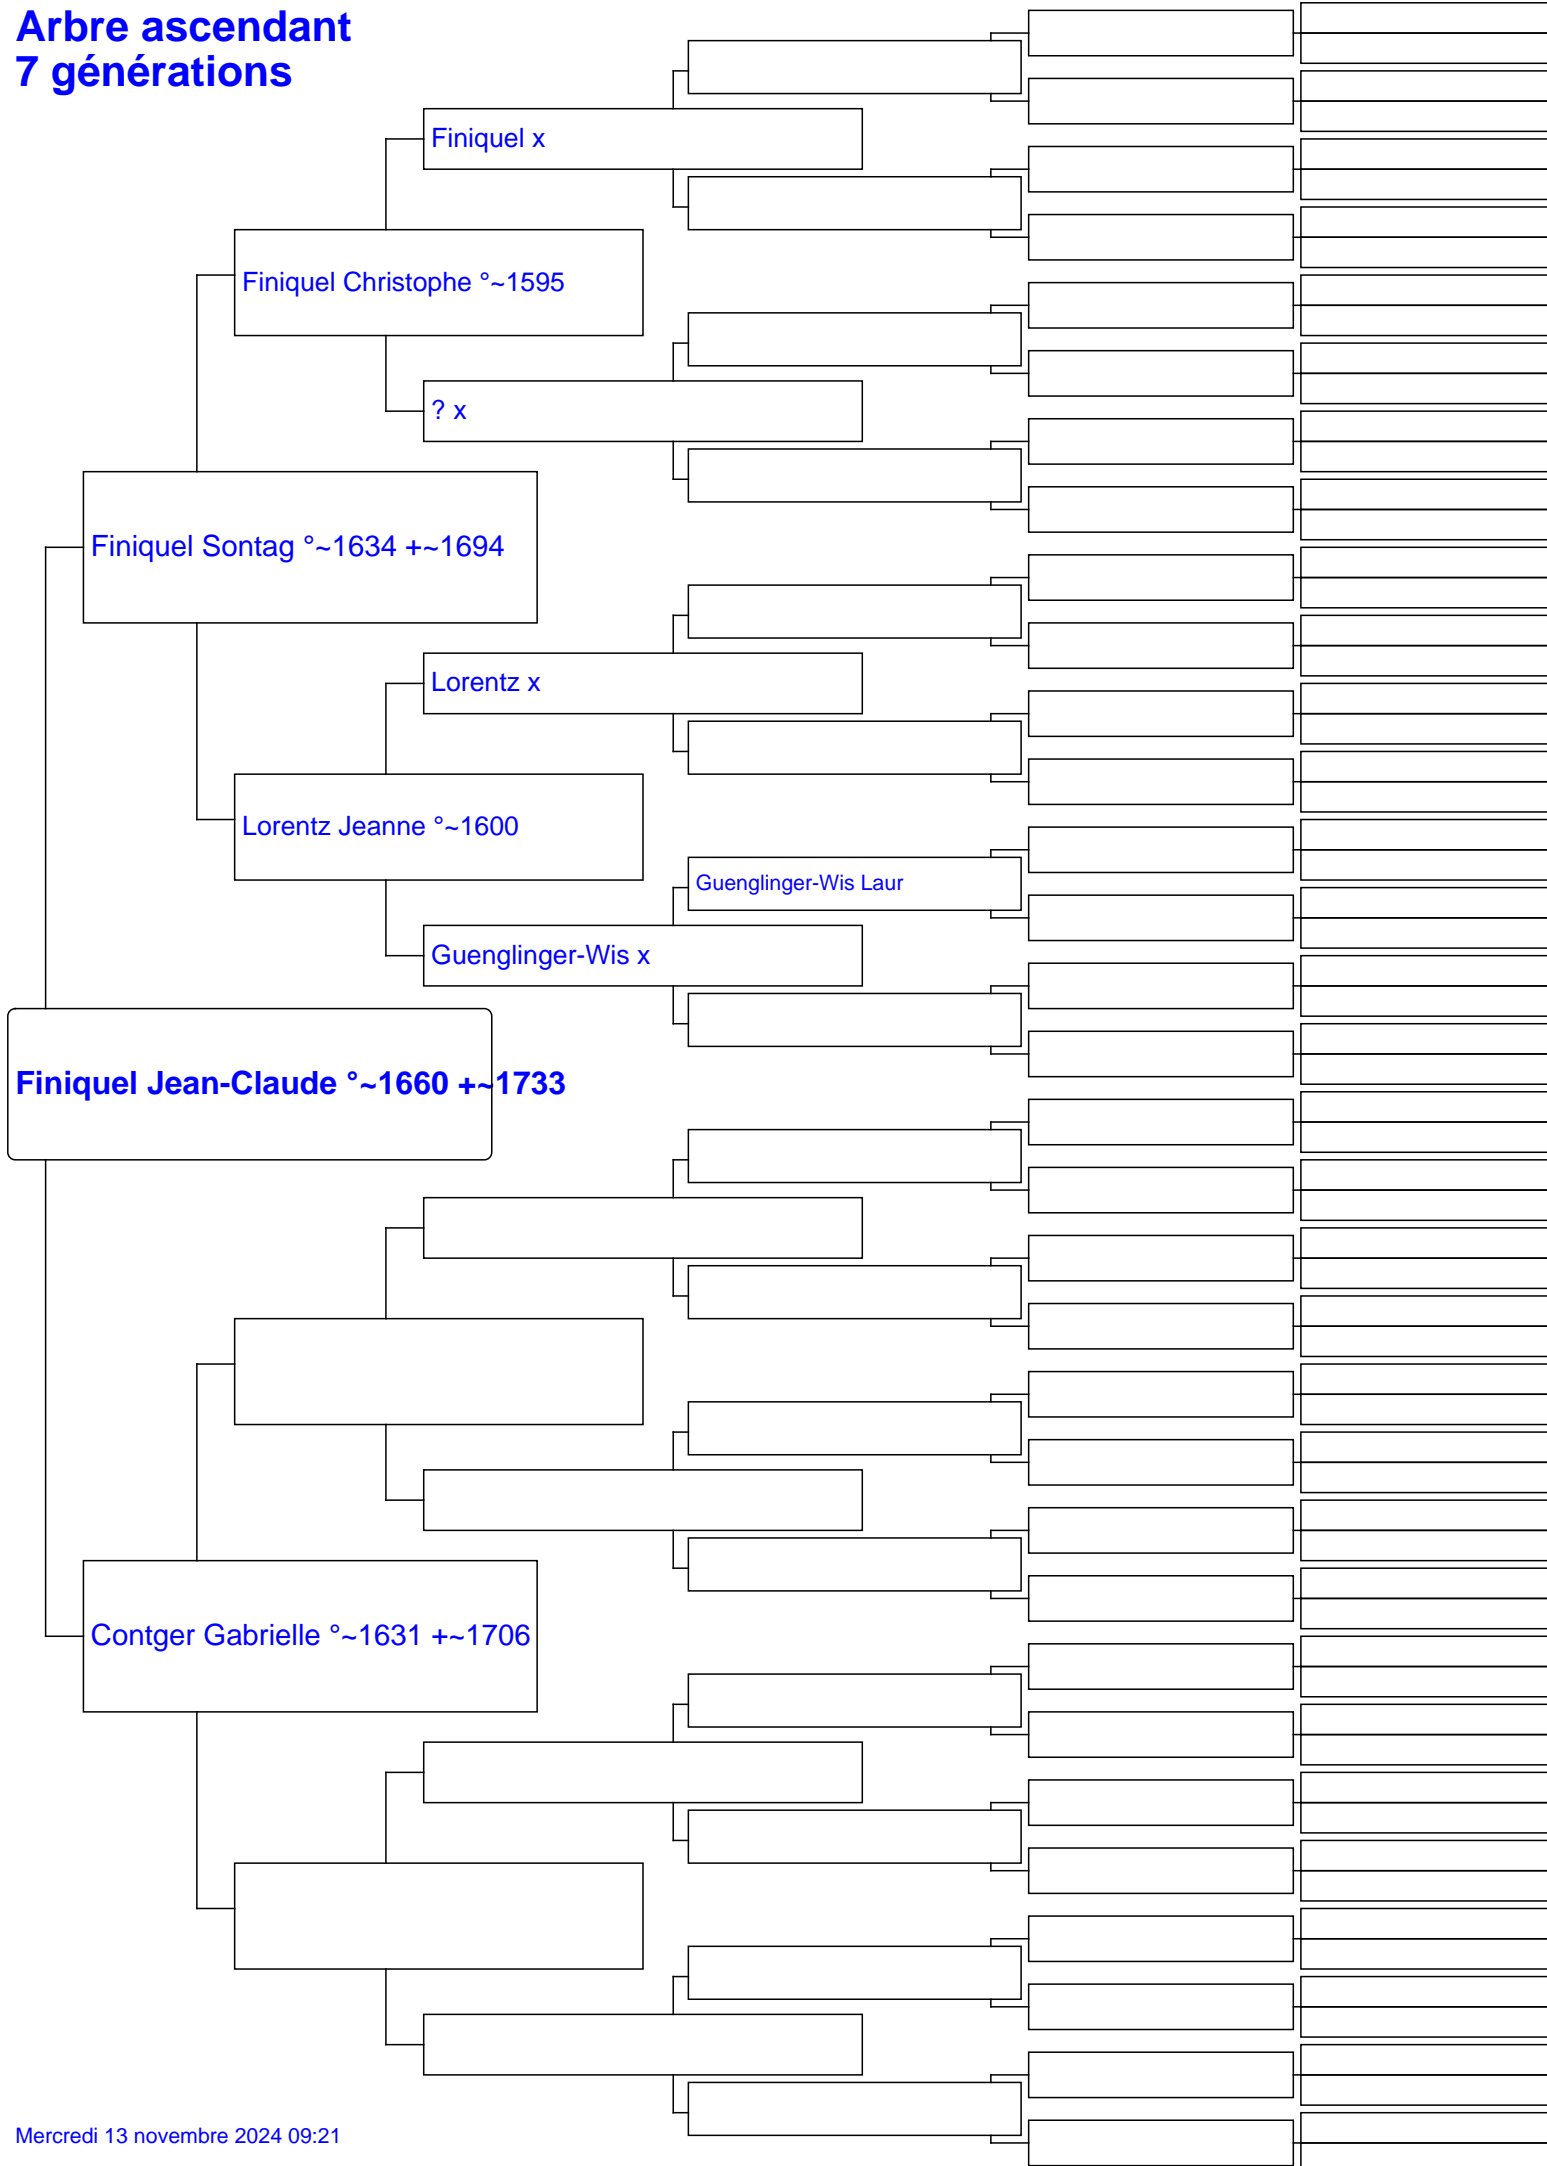 Arbre ascendant
7 générations
Finiquel x
Finiquel Christophe °~1595
? x
Finiquel Sontag °~1634 +~1694
Lorentz x
Lorentz Jeanne °~1600
Guenglinger-Wis Laur
Guenglinger-Wis x
Finiquel Jean-Claude °~1660 +~1733
Contger Gabrielle °~1631 +~1706
Mercredi 13 novembre 2024 09:21